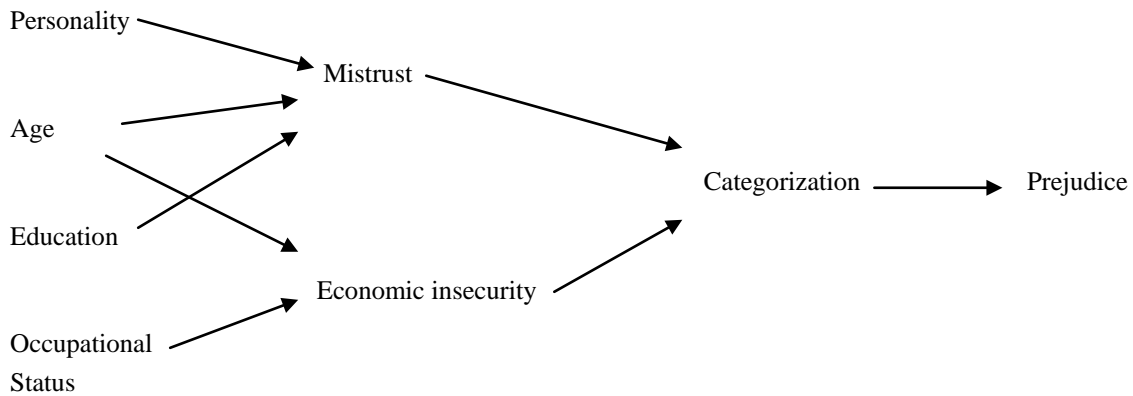 Personality
Mistrust
Age
Categorization
Prejudice
Education
Economic insecurity
Occupational
Status